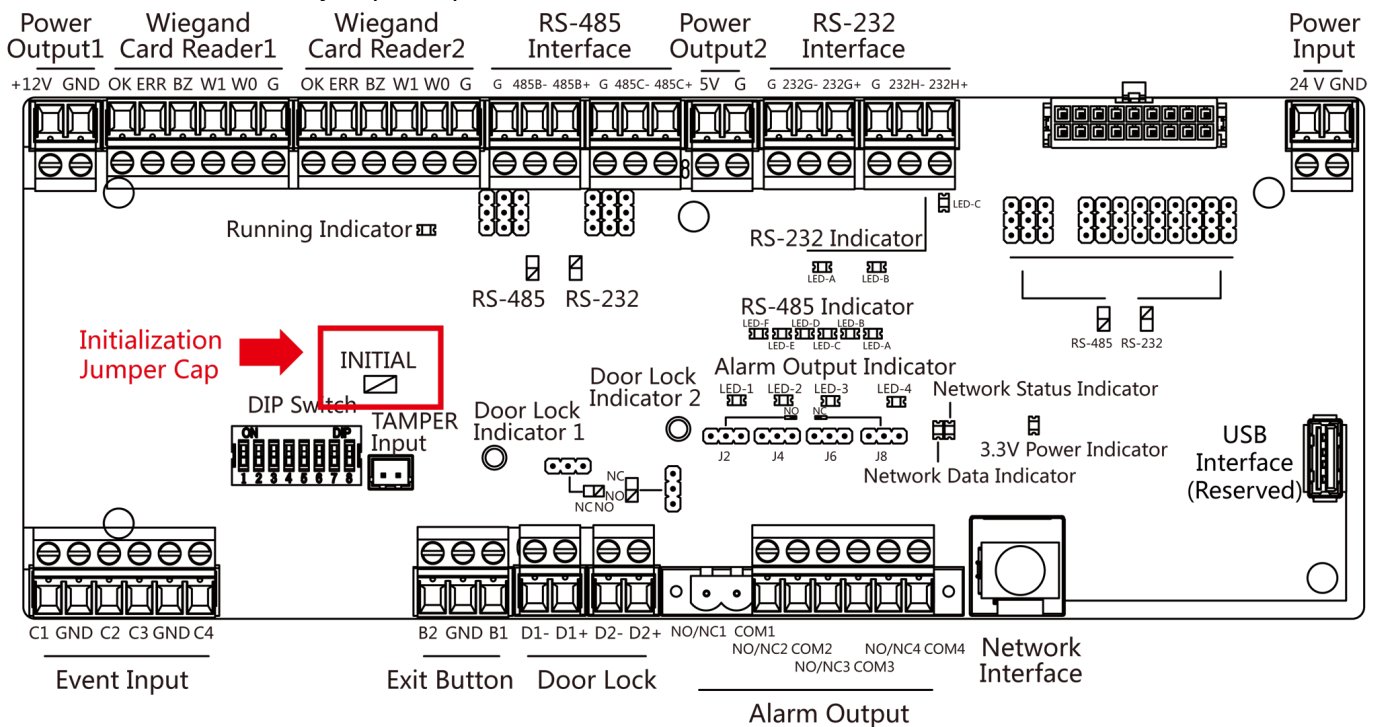 Power Output1
Wiegand Card Reader1
Wiegand Card Reader2
RS-485 Interface
Power Output2
RS-232 Interface
Power Input
+12V GND OK ERR BZ W1 W0 G OK ERR BZ W1 W0 G G 485B- 485B+ G 485C- 485C+ 5V G G 232G- 232G+ G 232H- 232H+ 24 V GND
LED-C
Running Indicator
RS-232 Indicator
LED-A LED-B
RS-485 RS-232
RS-485 Indicator
LED-F LED-D LED-B
LED-E LED-C LED-A
RS-485 RS-232
Initialization
Jumper Cap
INITIAL
Alarm Output Indicator
LED-1 LED-2 LED-3 LED-4
NO NC
J2 J4 J6 J8
Door Lock
Indicator 2
Network Status Indicator
DIP Switch
ON DIP
1 2 3 4 5 6 7 8
TAMPER
Input
Door Lock
Indicator 1
3.3V Power Indicator
Network Data Indicator
USB
Interface
(Reserved)
NC
NO
NC NO
C1 GND C2 C3 GND C4
Event Input
B2 GND B1
Exit Button
D1- D1+ D2- D2+
Door Lock
NO/NC1 COM1
NO/NC2 COM2
NO/NC3 COM3
NO/NC4 COM4
Alarm Output
Network
Interface